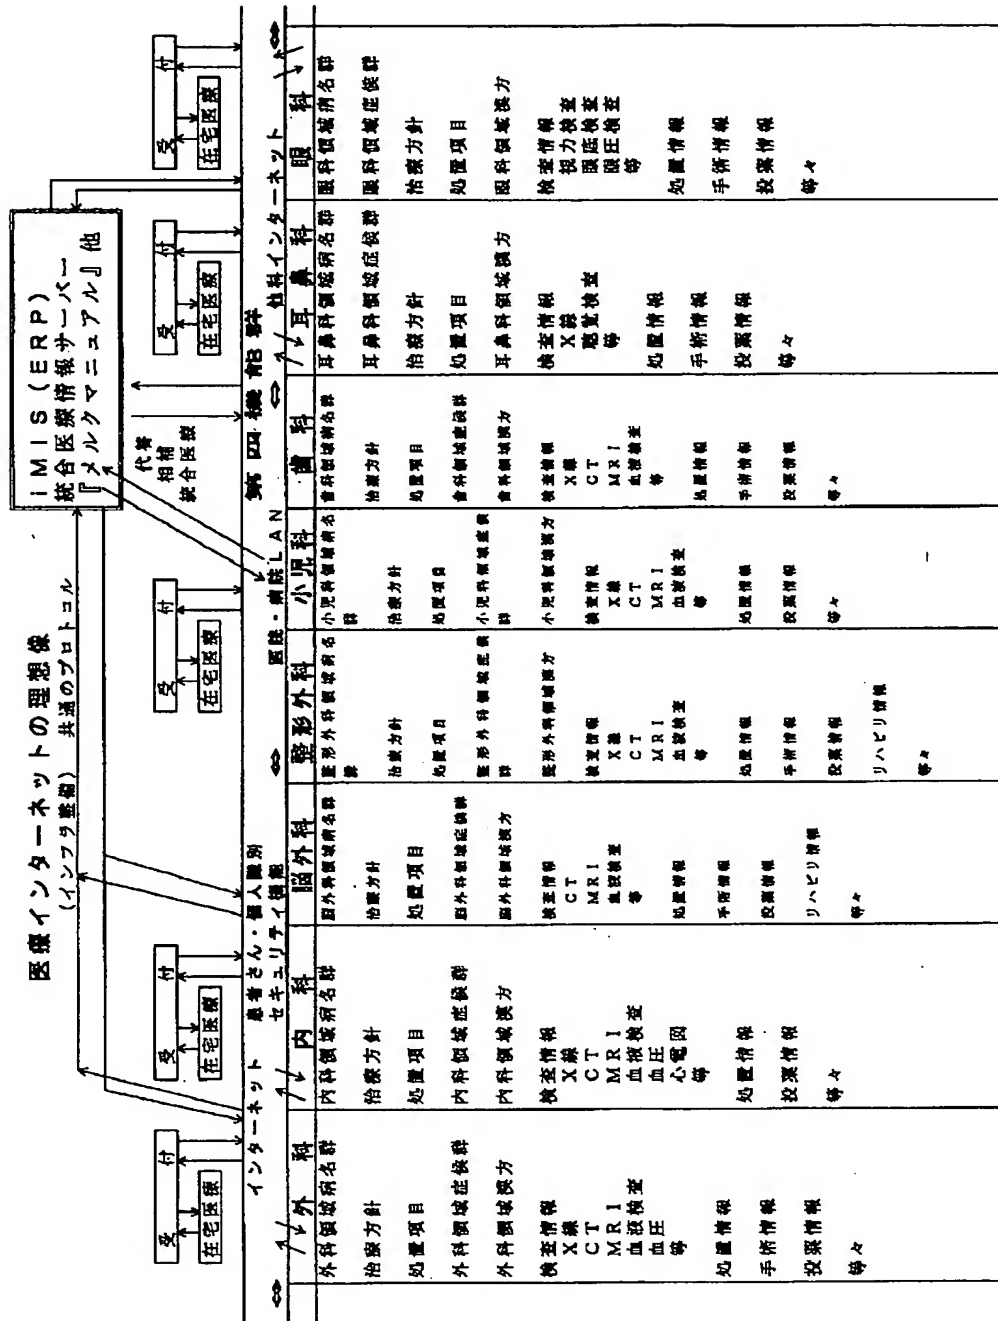 医療インターネットの理想像
(インフラ整備) 共通のプロトコル
iMIS(ERP)
統合医療情報サーバー
『メルクマニュアル』他
代替
相補
統合医療
受 付
在宅医療
受 付
在宅医療
受 付
在宅医療
受 付
在宅医療
受 付
在宅医療
インターネット
患者さん・個人識別
セキュリティ機能
医院・病院LAN
第四機能群
他科インターネット
外 科
外科領域病名群
治療方針
処置項目
外科領域症候群
外科領域漢方
検査情報
X線
CT
MRI
血液検査
血圧
等
処置情報
手術情報
投薬情報
等々
内 科
内科領域病名群
治療方針
処置項目
内科領域症候群
内科領域漢方
検査情報
X線
CT
MRI
血液検査
血圧
心電図
等
処置情報
投薬情報
等々
脳外科
脳外科領域病名群
治療方針
処置項目
脳外科領域症候群
脳外科領域漢方
検査情報
CT
MRI
血液検査
等
処置情報
手術情報
投薬情報
リハビリ情報
等々
整形外科
整形外科領域病名
群
治療方針
処置項目
整形外科領域症候
群
整形外科領域漢方
検査情報
X線
CT
MRI
血液検査
等
処置情報
手術情報
投薬情報
リハビリ情報
等々
小児科
小児科領域病名
群
治療方針
処置項目
小児科領域症候
群
小児科領域漢方
検査情報
X線
CT
MRI
血液検査
等
処置情報
投薬情報
等々
歯 科
歯科領域病名群
治療方針
処置項目
歯科領域症候群
歯科領域漢方
検査情報
X線
CT
MRI
血液検査
等
処置情報
手術情報
投薬情報
等々
耳 鼻 科
耳鼻科領域病名群
耳鼻科領域症候群
治療方針
処置項目
耳鼻科領域漢方
検査情報
X線
聴覚検査
等
処置情報
手術情報
投薬情報
等々
眼 科
眼科領域病名群
眼科領域症候群
治療方針
処置項目
眼科領域漢方
検査情報
視力検査
眼底検査
眼圧検査
等
処置情報
手術情報
投薬情報
等々